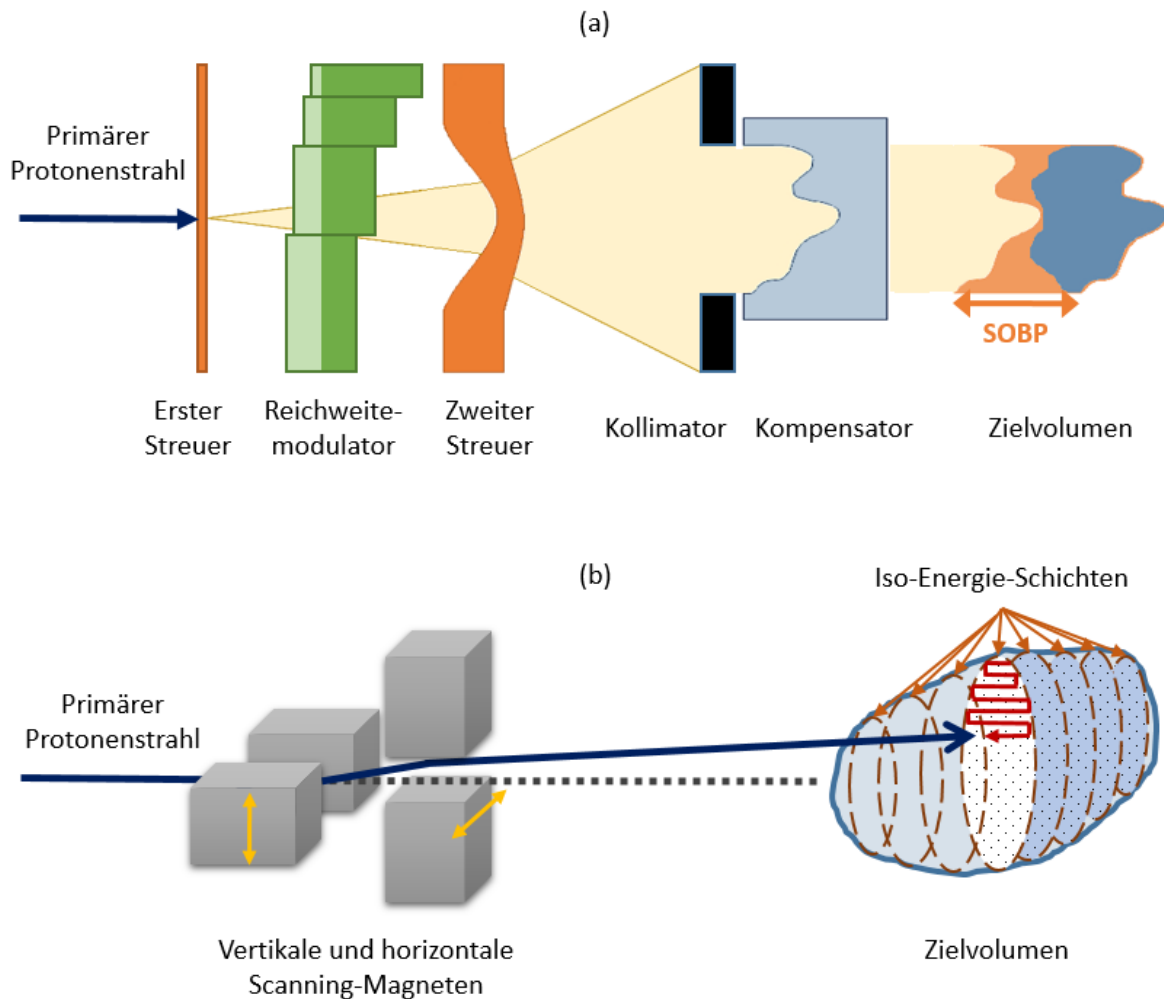 (a)
Primärer
Protonenstrahl
SOBP
Erster
Streuer
Reichweite-
modulator
Zweiter
Streuer
Kollimator
Kompensator
Zielvolumen
(b)
Iso-Energie-Schichten
Primärer
Protonenstrahl
Vertikale und horizontale
Scanning-Magneten
Zielvolumen